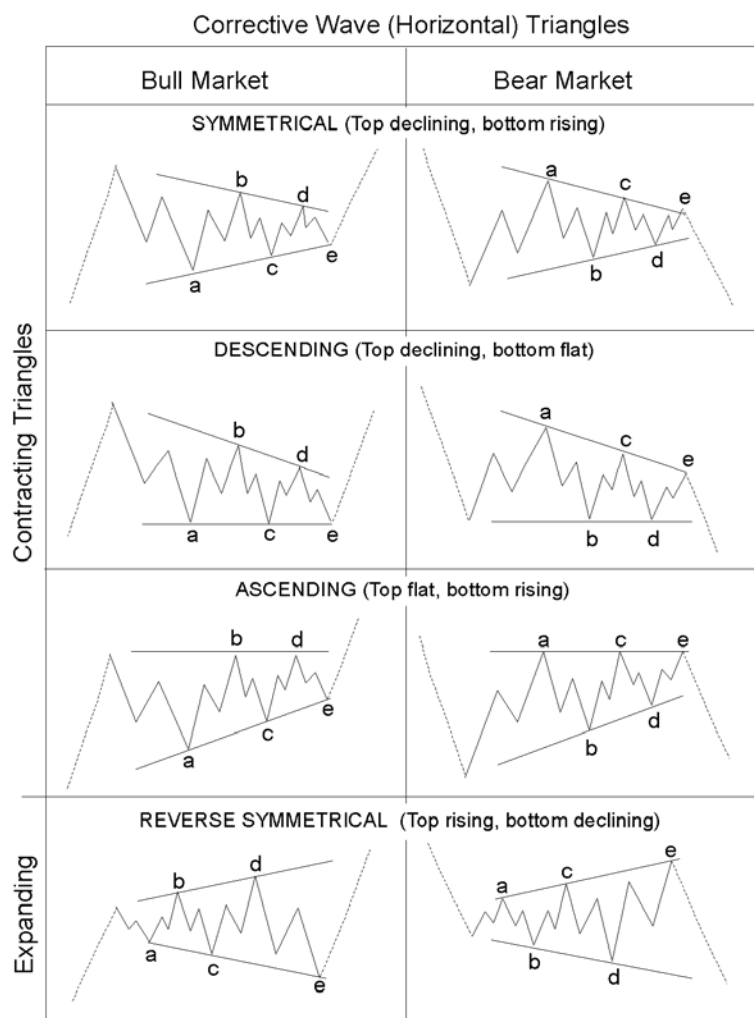 Corrective Wave (Horizontal) Triangles
Bull Market
Bear Market
Contracting Triangles
SYMMETRICAL (Top declining, bottom rising)
b
d
a
c
e
a
c
e
b
d
DESCENDING (Top declining, bottom flat)
b
d
a
c
e
a
c
e
b
d
ASCENDING (Top flat, bottom rising)
b
d
a
c
e
a
c
e
b
d
Expanding
REVERSE SYMMETRICAL (Top rising, bottom declining)
b
d
a
c
e
a
c
e
b
d